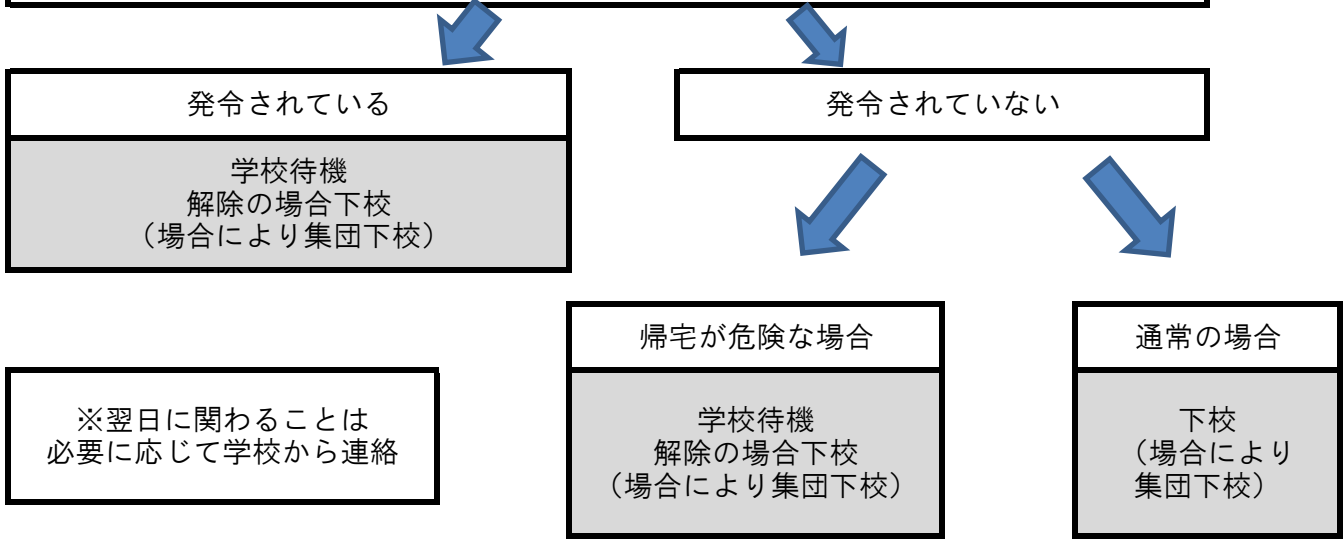 発令されている
発令されていない
学校待機
解除の場合下校
（場合により集団下校）
帰宅が危険な場合
通常の場合
※翌日に関わることは
必要に応じて学校から連絡
学校待機
解除の場合下校
（場合により集団下校）
下校
（場合により
集団下校）